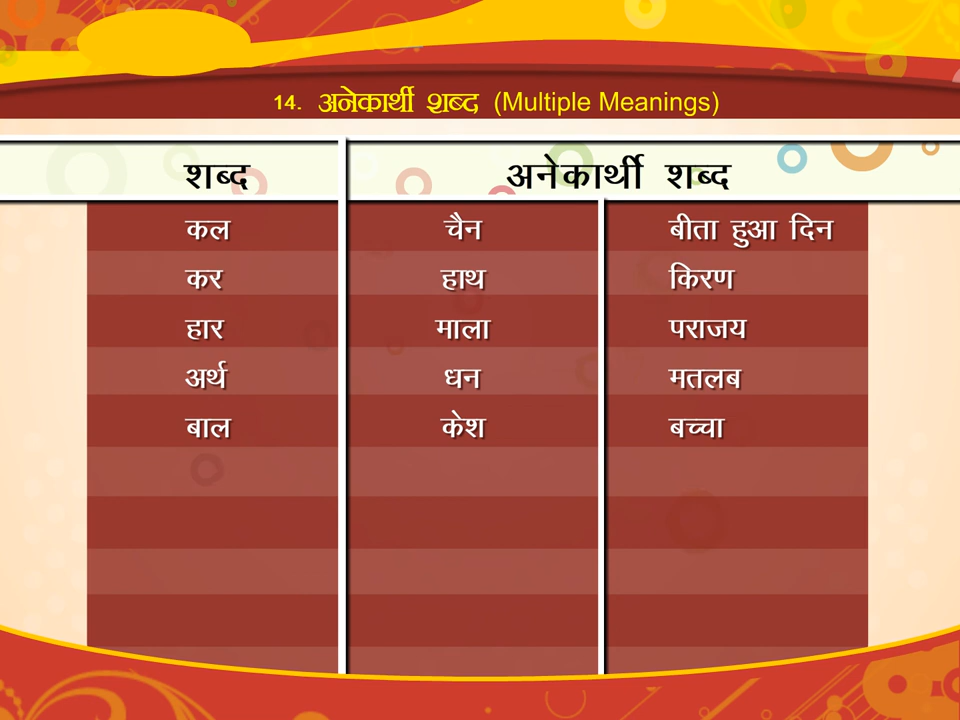 14. अनेकार्थी शब्द (Multiple Meanings)
शब्द अनेकार्थी शब्द
कल चैन बीता हुआ दिन
कर हाथ किरण
हार माला पराजय
अर्थ धन मतलब
बाल केश बच्चा